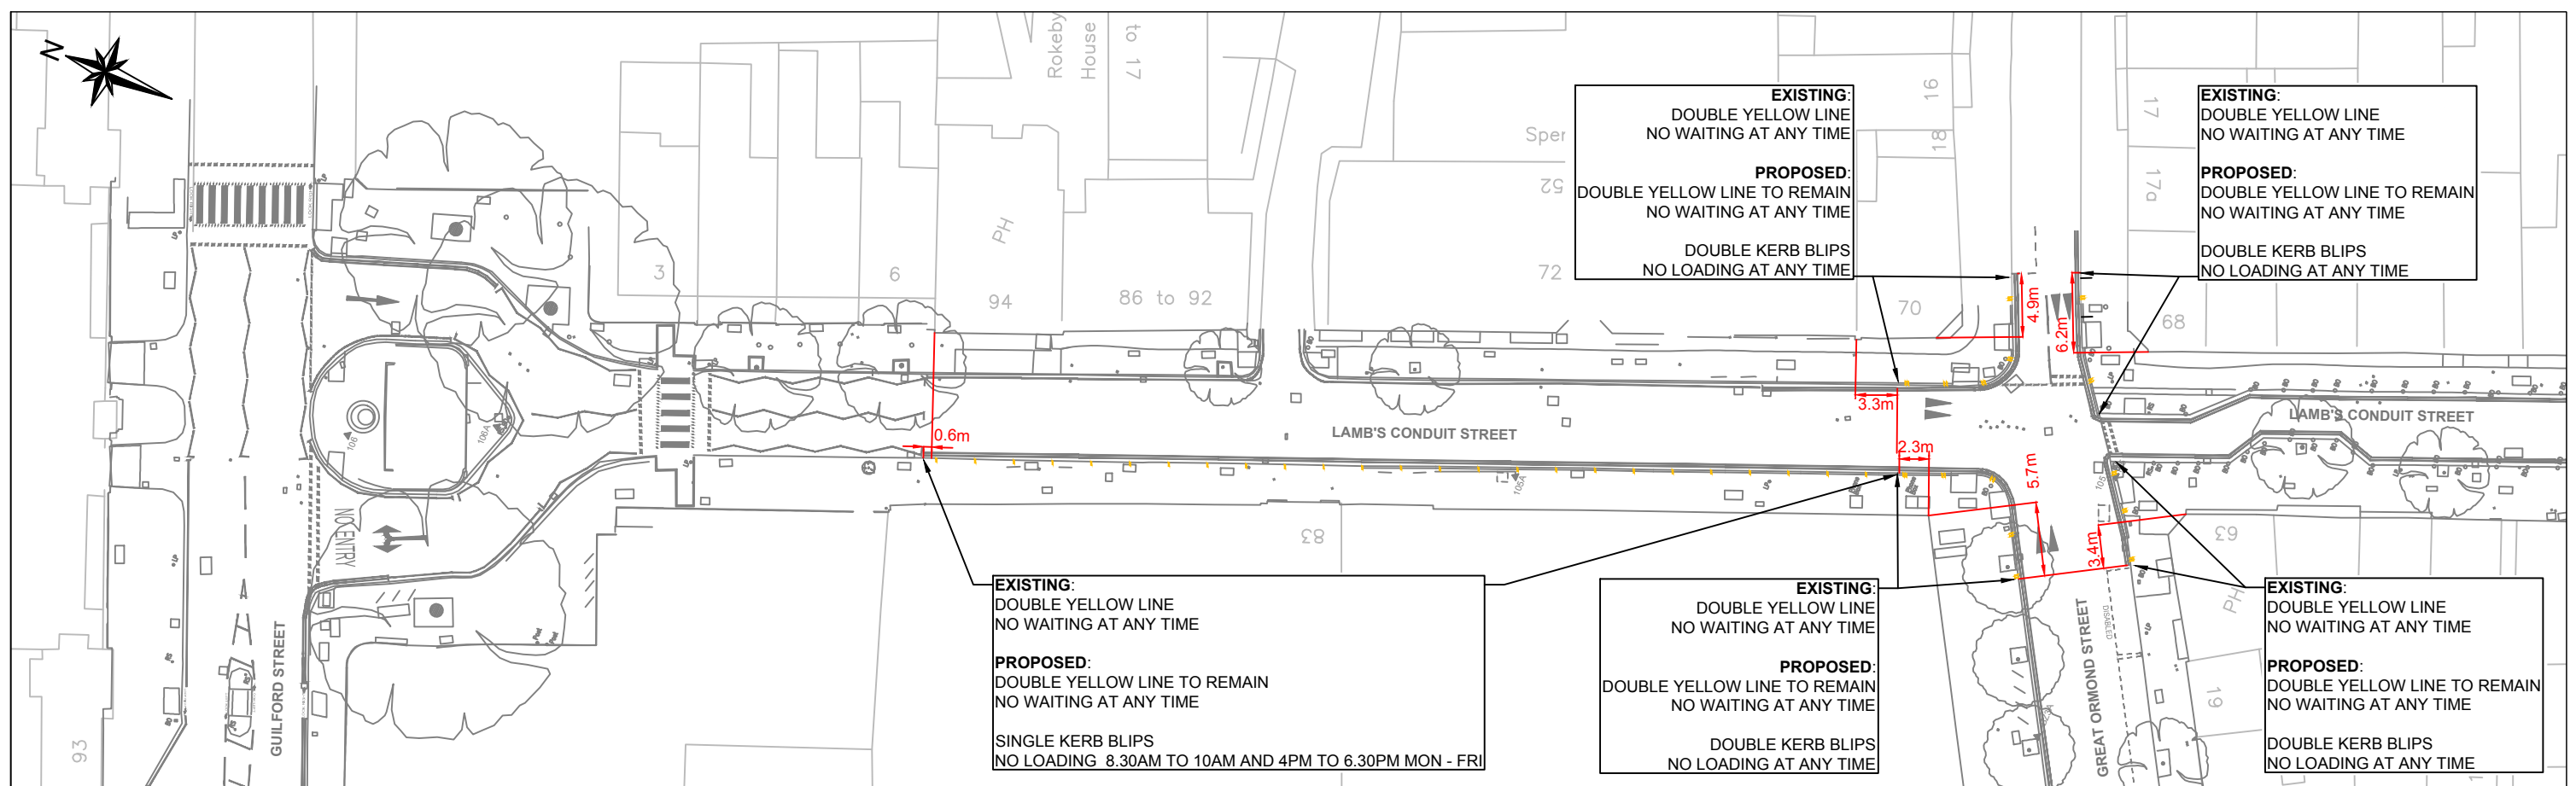 N
Rokeby
House
to 17
EXISTING:
DOUBLE YELLOW LINE
NO WAITING AT ANY TIME
PROPOSED:
DOUBLE YELLOW LINE TO REMAIN
NO WAITING AT ANY TIME
DOUBLE KERB BLIPS
NO LOADING AT ANY TIME
16
18
17
17a
EXISTING:
DOUBLE YELLOW LINE
NO WAITING AT ANY TIME
PROPOSED:
DOUBLE YELLOW LINE TO REMAIN
NO WAITING AT ANY TIME
DOUBLE KERB BLIPS
NO LOADING AT ANY TIME
Sper
52
72
PH
3
6
94
86 to 92
70
68
4.9m
6.2m
3.3m
0.6m
2.3m
5.7m
3.4m
LAMB'S CONDUIT STREET
LAMB'S CONDUIT STREET
106
106A
105A
105
NO ENTRY
83
63
PH
19
93
GUILFORD STREET
GREAT ORMOND STREET
DISABLED
EXISTING:
DOUBLE YELLOW LINE
NO WAITING AT ANY TIME
PROPOSED:
DOUBLE YELLOW LINE TO REMAIN
NO WAITING AT ANY TIME
SINGLE KERB BLIPS
NO LOADING 8.30AM TO 10AM AND 4PM TO 6.30PM MON - FRI
EXISTING:
DOUBLE YELLOW LINE
NO WAITING AT ANY TIME
PROPOSED:
DOUBLE YELLOW LINE TO REMAIN
NO WAITING AT ANY TIME
DOUBLE KERB BLIPS
NO LOADING AT ANY TIME
EXISTING:
DOUBLE YELLOW LINE
NO WAITING AT ANY TIME
PROPOSED:
DOUBLE YELLOW LINE TO REMAIN
NO WAITING AT ANY TIME
DOUBLE KERB BLIPS
NO LOADING AT ANY TIME